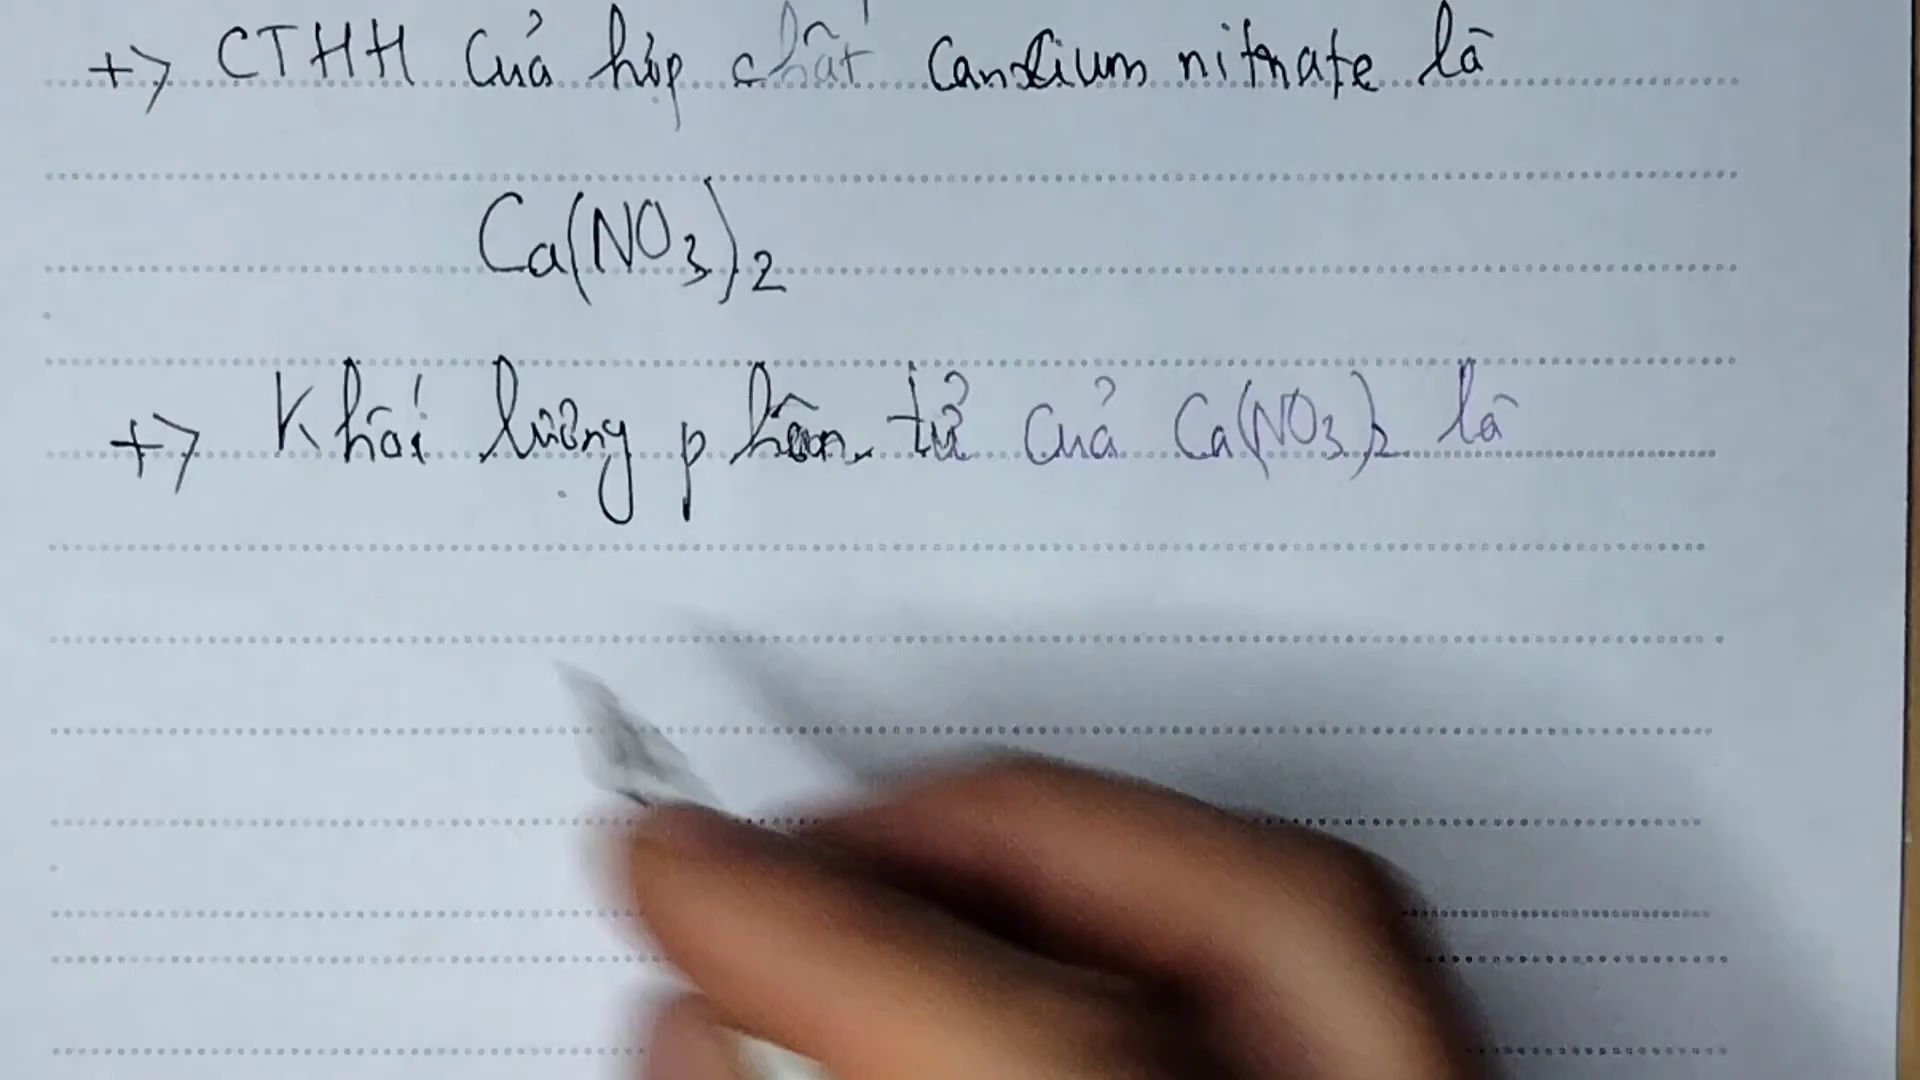 +> CTHH của hợp chất Canxium nitrate là
Ca(NO₃)₂
+> Khối lượng phân tử của Ca(NO₃)₂ là